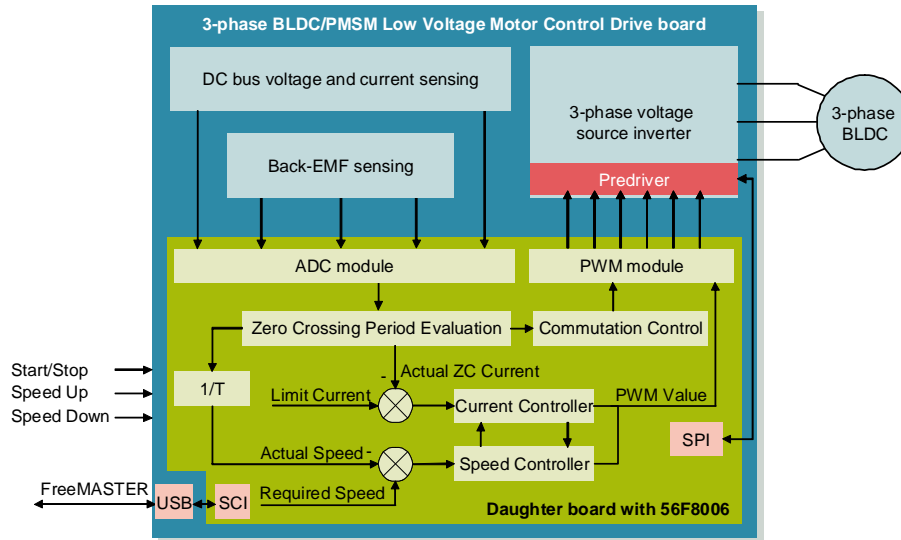 3-phase BLDC/PMSM Low Voltage Motor Control Drive board
DC bus voltage and current sensing
3-phase voltage
source inverter
3-phase
BLDC
Back-EMF sensing
Predriver
ADC module
PWM module
Zero Crossing Period Evaluation
Commutation Control
Start/Stop
Speed Up
Speed Down
1/T
-
Actual ZC Current
Limit Current
Current Controller
PWM Value
SPI
Actual Speed
-
Speed Controller
FreeMASTER
USB
SCI
Required Speed
Daughter board with 56F8006